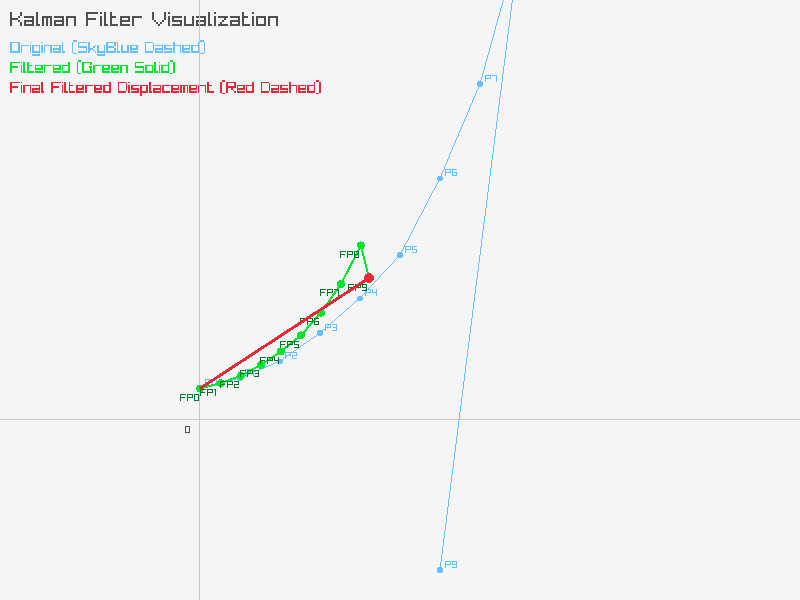 Kalman Filter Visualization
Original (SkyBlue Dashed)
Filtered (Green Solid)
Final Filtered Displacement (Red Dashed)
P7
P6
P5
FP8
FP9
P4
FP7
FP6
P3
FP5
P2
FP4
FP3
FP2
FP1
FP0
0
P9